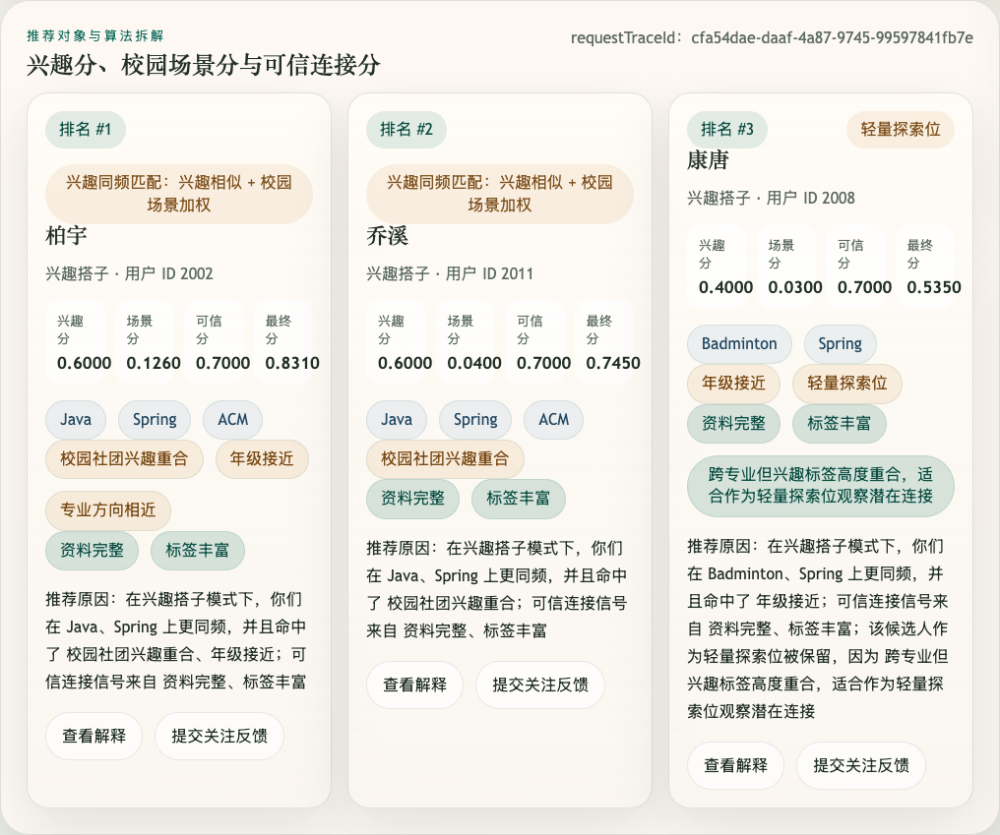 推荐对象与算法拆解
兴趣分、校园场景分与可信连接分
requestTraceId：cfa54dae-daaf-4a87-9745-99597841fb7e
排名 #1
兴趣同频匹配：兴趣相似 + 校园
场景加权
柏宇
兴趣搭子 · 用户 ID 2002
兴趣
分
0.6000
场景
分
0.1260
可信
分
0.7000
最终
分
0.8310
Java
Spring
ACM
校园社团兴趣重合
年级接近
专业方向相近
资料完整
标签丰富
推荐原因：在兴趣搭子模式下，你们
在 Java、Spring 上更同频，并且命中
了 校园社团兴趣重合、年级接近；可
信连接信号来自 资料完整、标签丰富
查看解释
提交关注反馈
排名 #2
兴趣同频匹配：兴趣相似 + 校园
场景加权
乔溪
兴趣搭子 · 用户 ID 2011
兴趣
分
0.6000
场景
分
0.0400
可信
分
0.7000
最终
分
0.7450
Java
Spring
ACM
校园社团兴趣重合
资料完整
标签丰富
推荐原因：在兴趣搭子模式下，你们
在 Java、Spring 上更同频，并且命中
了 校园社团兴趣重合；可信连接信号
来自 资料完整、标签丰富
查看解释
提交关注反馈
排名 #3
轻量探索位
康唐
兴趣搭子 · 用户 ID 2008
兴趣
分
0.4000
场景
分
0.0300
可信
分
0.7000
最终
分
0.5350
Badminton
Spring
年级接近
轻量探索位
资料完整
标签丰富
跨专业但兴趣标签高度重合，适
合作为轻量探索位观察潜在连接
推荐原因：在兴趣搭子模式下，你们
在 Badminton、Spring 上更同频，并
且命中了 年级接近；可信连接信号来
自 资料完整、标签丰富；该候选人作
为轻量探索位被保留，因为 跨专业但
兴趣标签高度重合，适合作为轻量探
索位观察潜在连接
查看解释
提交关注反馈